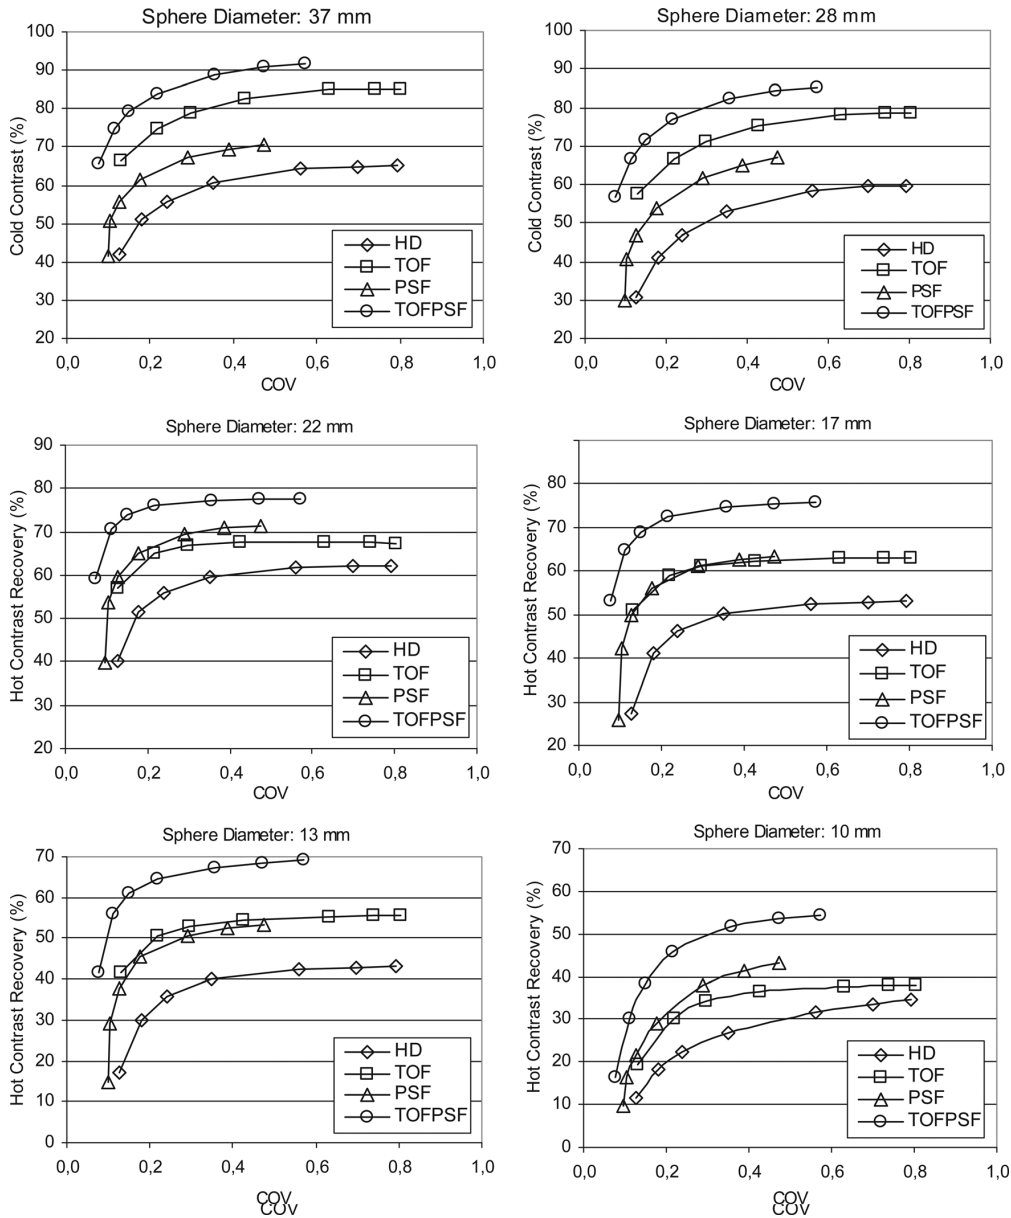 Sphere Diameter: 37 mm
Cold Contrast (%)
100
90
80
70
60
50
40
30
20
HD
TOF
PSF
TOFPSF
0,0 0,2 0,4 0,6 0,8 1,0
COV
Sphere Diameter: 28 mm
Cold Contrast (%)
100
90
80
70
60
50
40
30
20
HD
TOF
PSF
TOFPSF
0,0 0,2 0,4 0,6 0,8 1,0
COV
Sphere Diameter: 22 mm
Hot Contrast Recovery (%)
90
80
70
60
50
40
30
20
HD
TOF
PSF
TOFPSF
0,0 0,2 0,4 0,6 0,8 1,0
COV
Sphere Diameter: 17 mm
Hot Contrast Recovery (%)
80
70
60
50
40
30
20
HD
TOF
PSF
TOFPSF
0,0 0,2 0,4 0,6 0,8 1,0
COV
Sphere Diameter: 13 mm
Hot Contrast Recovery (%)
70
60
50
40
30
20
10
0
HD
TOF
PSF
TOFPSF
0,0 0,2 0,4 0,6 0,8 1,0
COV
COV
Sphere Diameter: 10 mm
Hot Contrast Recovery (%)
70
60
50
40
30
20
10
0
HD
TOF
PSF
TOFPSF
0,0 0,2 0,4 0,6 0,8 1,0
COV
COV